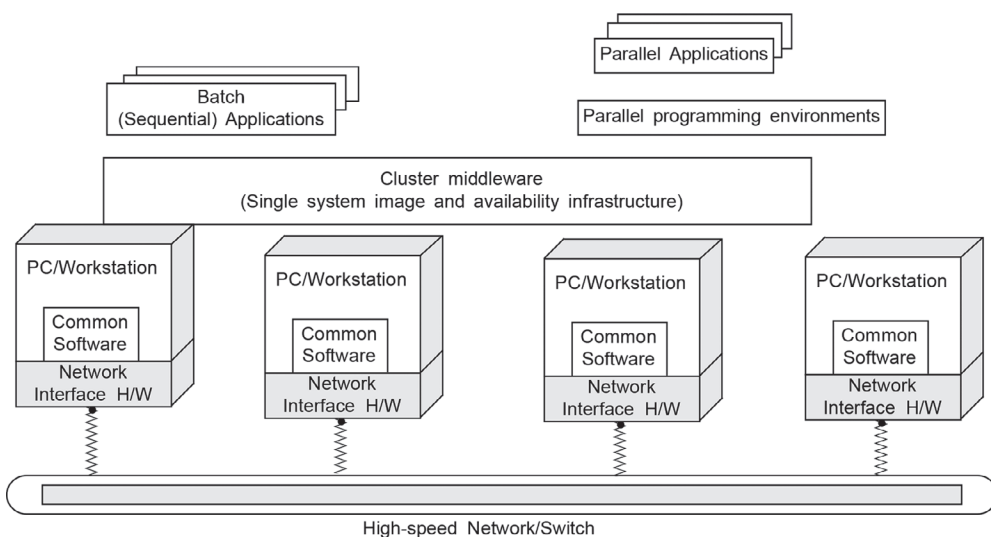 Parallel Applications
Batch
(Sequential) Applications
Parallel programming environments
Cluster middleware
(Single system image and availability infrastructure)
PC/Workstation
Common
Software
Network
Interface H/W
PC/Workstation
Common
Software
Network
Interface H/W
PC/Workstation
Common
Software
Network
Interface H/W
PC/Workstation
Common
Software
Network
Interface H/W
High-speed Network/Switch